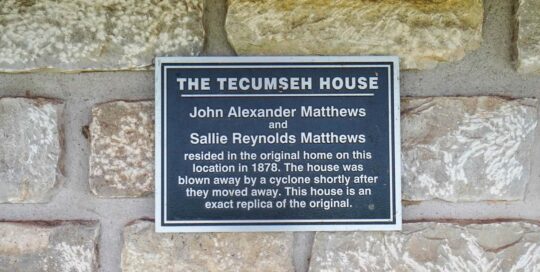 THE TECUMSEH HOUSE
John Alexander Matthews
and
Sallie Reynolds Matthews
resided in the original home on this
location in 1878. The house was
blown away by a cyclone shortly after
they moved away. This house is an
exact replica of the original.